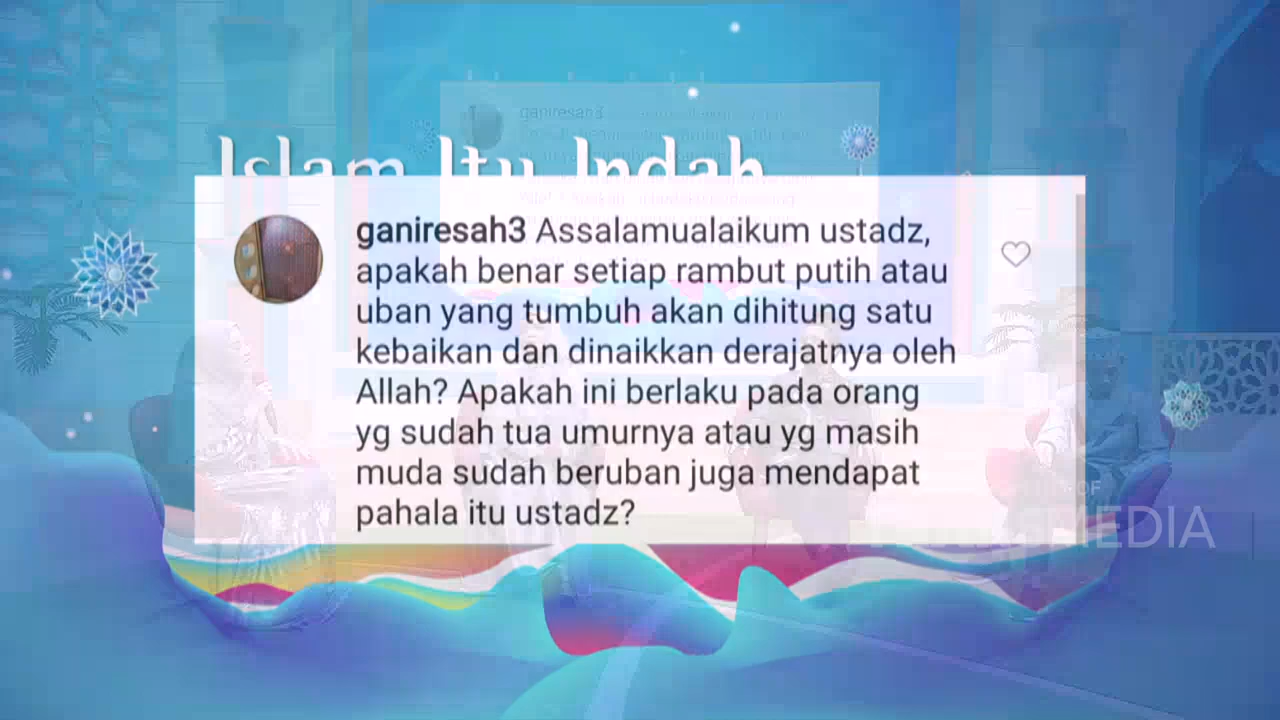 Islam Itu Indah
ganiresah3 Assalamualaikum ustadz,
apakah benar setiap rambut putih atau
uban yang tumbuh akan dihitung satu
kebaikan dan dinaikkan derajatnya oleh
Allah? Apakah ini berlaku pada orang
yg sudah tua umurnya atau yg masih
muda sudah beruban juga mendapat
pahala itu ustadz?
OF
MEDIA